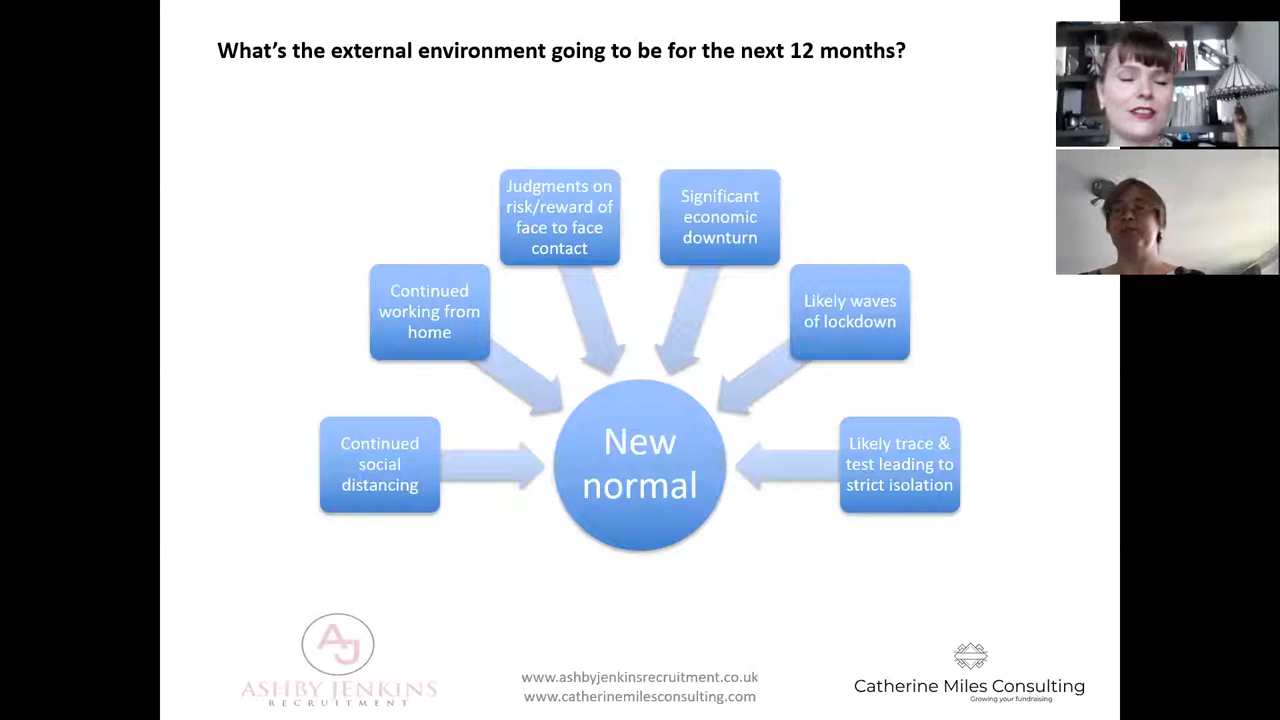 What’s the external environment going to be for the next 12 months?
Judgments on
risk/reward of
face to face
contact
Significant
economic
downturn
Continued
working from
home
Likely waves
of lockdown
Continued
social
distancing
New
normal
Likely trace &
test leading to
strict isolation
AJ
ASHBY JENKINS
RECRUITMENT
www.ashbyjenkinsrecruitment.co.uk
www.catherinemilesconsulting.com
Catherine Miles Consulting
Growing your fundraising